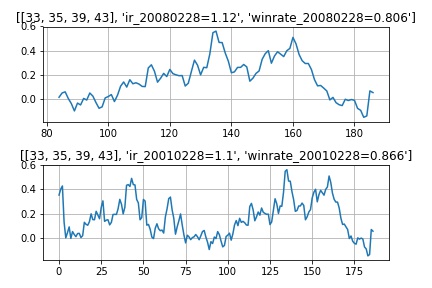 [[33, 35, 39, 43], 'ir_20080228=1.12', 'winrate_20080228=0.806']
0.6
0.4
0.2
0.0
80 100 120 140 160 180
[[33, 35, 39, 43], 'ir_20010228=1.1', 'winrate_20010228=0.866']
0.6
0.4
0.2
0.0
0 25 50 75 100 125 150 175